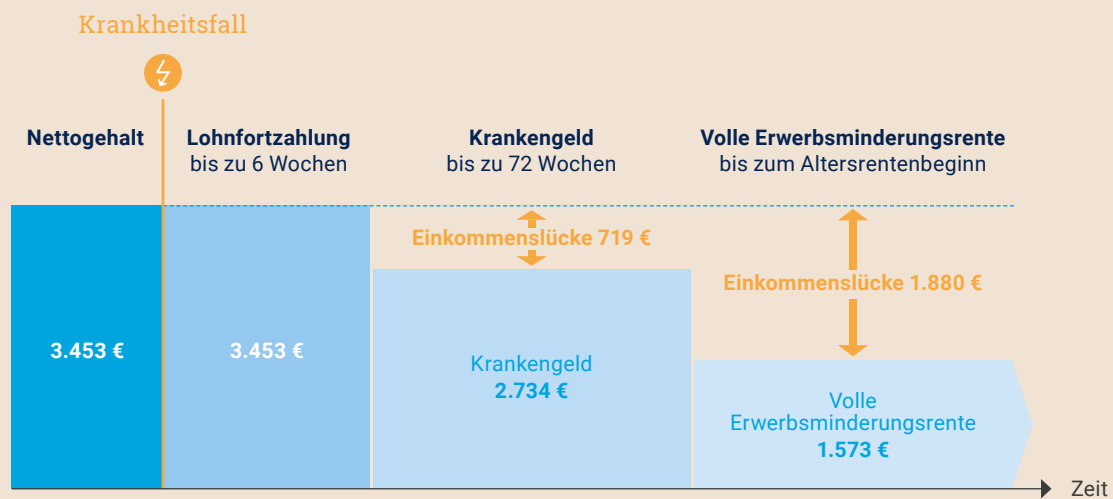 Krankheitsfall
Nettogehalt
Lohnfortzahlung
bis zu 6 Wochen
Krankengeld
bis zu 72 Wochen
Volle Erwerbsminderungsrente
bis zum Altersrentenbeginn
Einkommenslücke 719 €
Einkommenslücke 1.880 €
3.453 €
3.453 €
Krankengeld
2.734 €
Volle
Erwerbsminderungsrente
1.573 €
Zeit